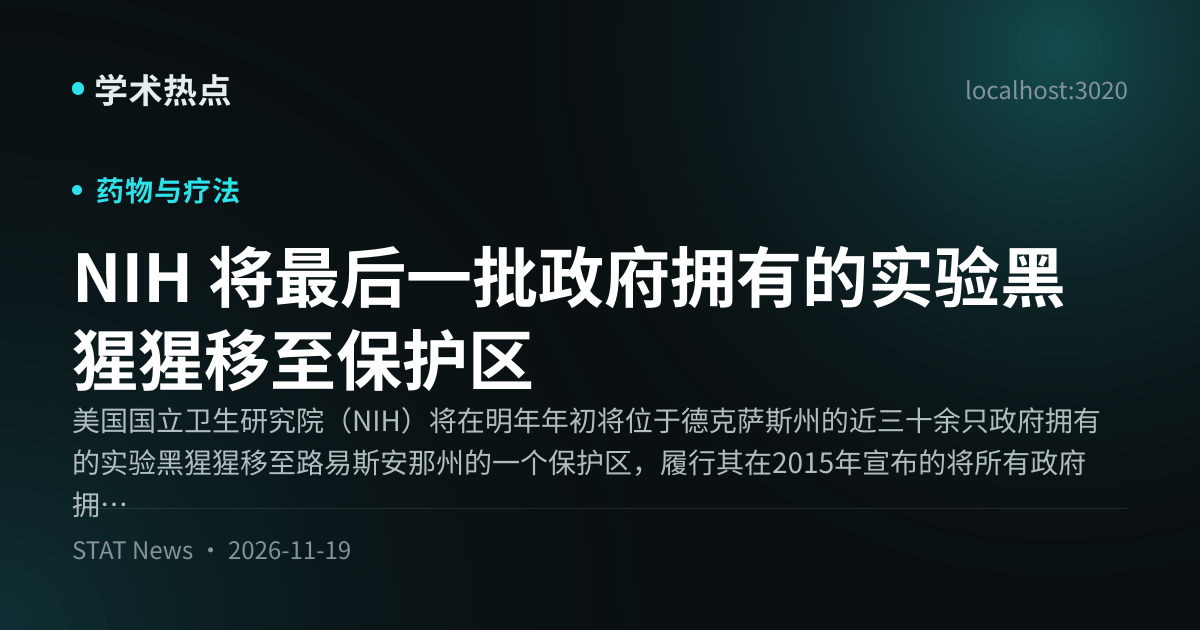 学术热点
localhost:3020
药物与疗法
NIH 将最后一批政府拥有的实验黑
猩猩移至保护区
美国国立卫生研究院（NIH）将在明年年初将位于德克萨斯州的近三十余只政府拥有
的实验黑猩猩移至路易斯安那州的一个保护区，履行其在2015年宣布的将所有政府
拥…
STAT News • 2026-11-19